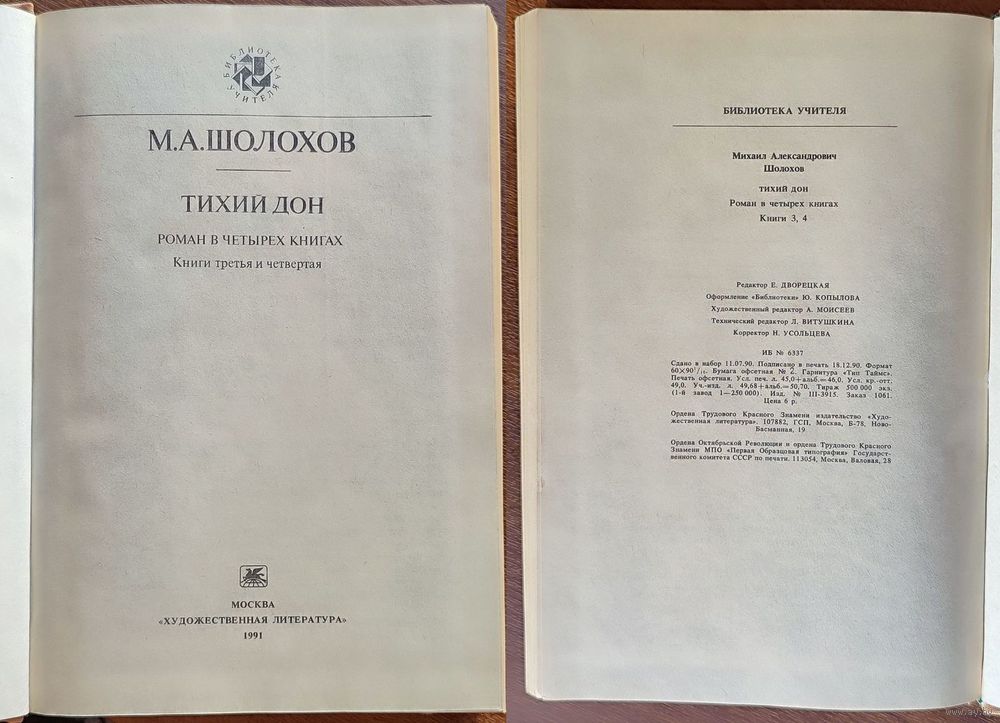 БИБЛИОТЕКА УЧИТЕЛЯ
М.А.ШОЛОХОВ
ТИХИЙ ДОН
РОМАН В ЧЕТЫРЕХ КНИГАХ
Книги третья и четвертая
МОСКВА
«ХУДОЖЕСТВЕННАЯ ЛИТЕРАТУРА»
1991
БИБЛИОТЕКА УЧИТЕЛЯ
Михаил Александрович
Шолохов
ТИХИЙ ДОН
Роман в четырех книгах
Книги 3, 4
Редактор Е. ДВОРЕЦКАЯ
Оформление «Библиотеки» Ю. КОПЫЛОВА
Художественный редактор А. МОИСЕЕВ
Технический редактор Л. ВИТУШКИНА
Корректор Н. УСОЛЬЦЕВА
ИБ № 6337
Сдано в набор 11.07.90. Подписано в печать 18.12.90. Формат
60×90¹/₁₆. Бумага офсетная № 2. Гарнитура «Тип Таймс».
Печать офсетная. Усл. печ. л. 45,0+альб.=46,0. Усл. кр.-отт.
49,0. Уч.-изд. л. 49,68+альб.=50,70. Тираж 500 000 экз.
(1-й завод 1—250 000). Изд. № III-3915. Заказ 1061.
Цена 6 р.
Ордена Трудового Красного Знамени издательство «Худо-
жественная литература». 107882, ГСП, Москва, Б-78, Ново-
Басманная, 19
Ордена Октябрьской Революции и ордена Трудового Красного
Знамени МПО «Первая Образцовая типография» Государст-
венного комитета СССР по печати. 113054, Москва, Валовая, 28